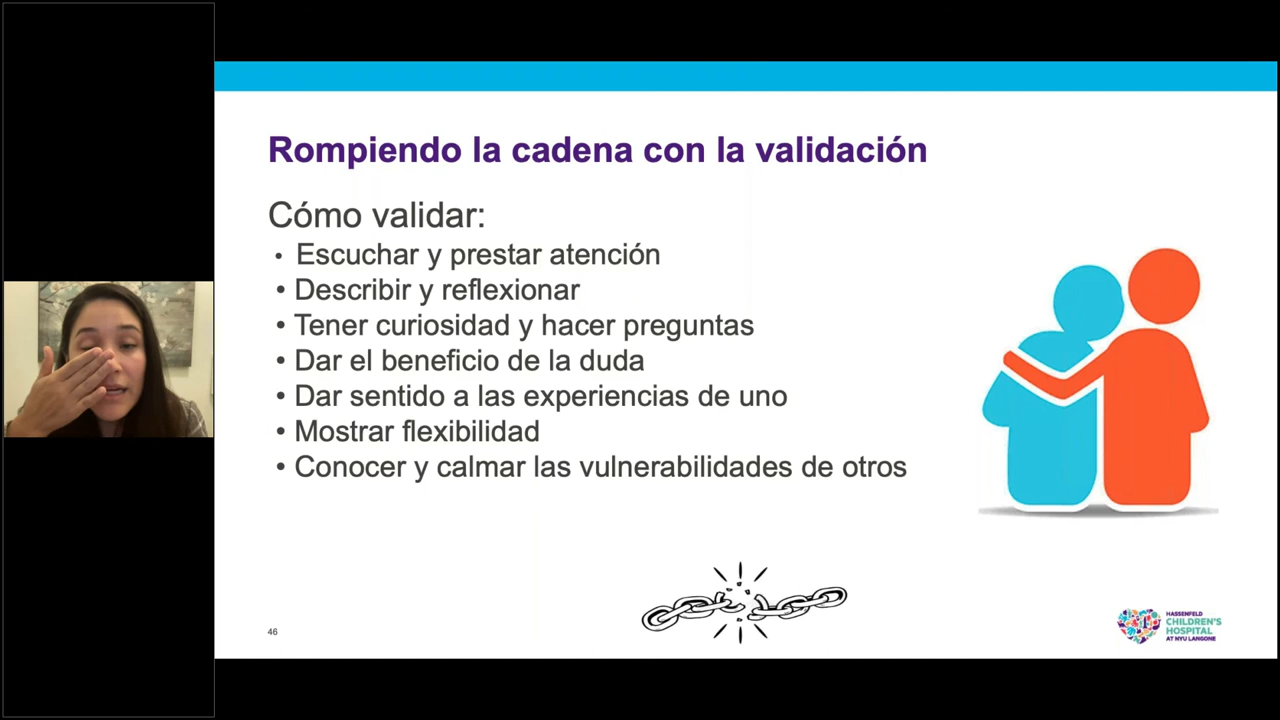 Rompiendo la cadena con la validación
Cómo validar:
• Escuchar y prestar atención
• Describir y reflexionar
• Tener curiosidad y hacer preguntas
• Dar el beneficio de la duda
• Dar sentido a las experiencias de uno
• Mostrar flexibilidad
• Conocer y calmar las vulnerabilidades de otros
46
HASSENFELD
CHILDREN'S
HOSPITAL
AT NYU LANGONE